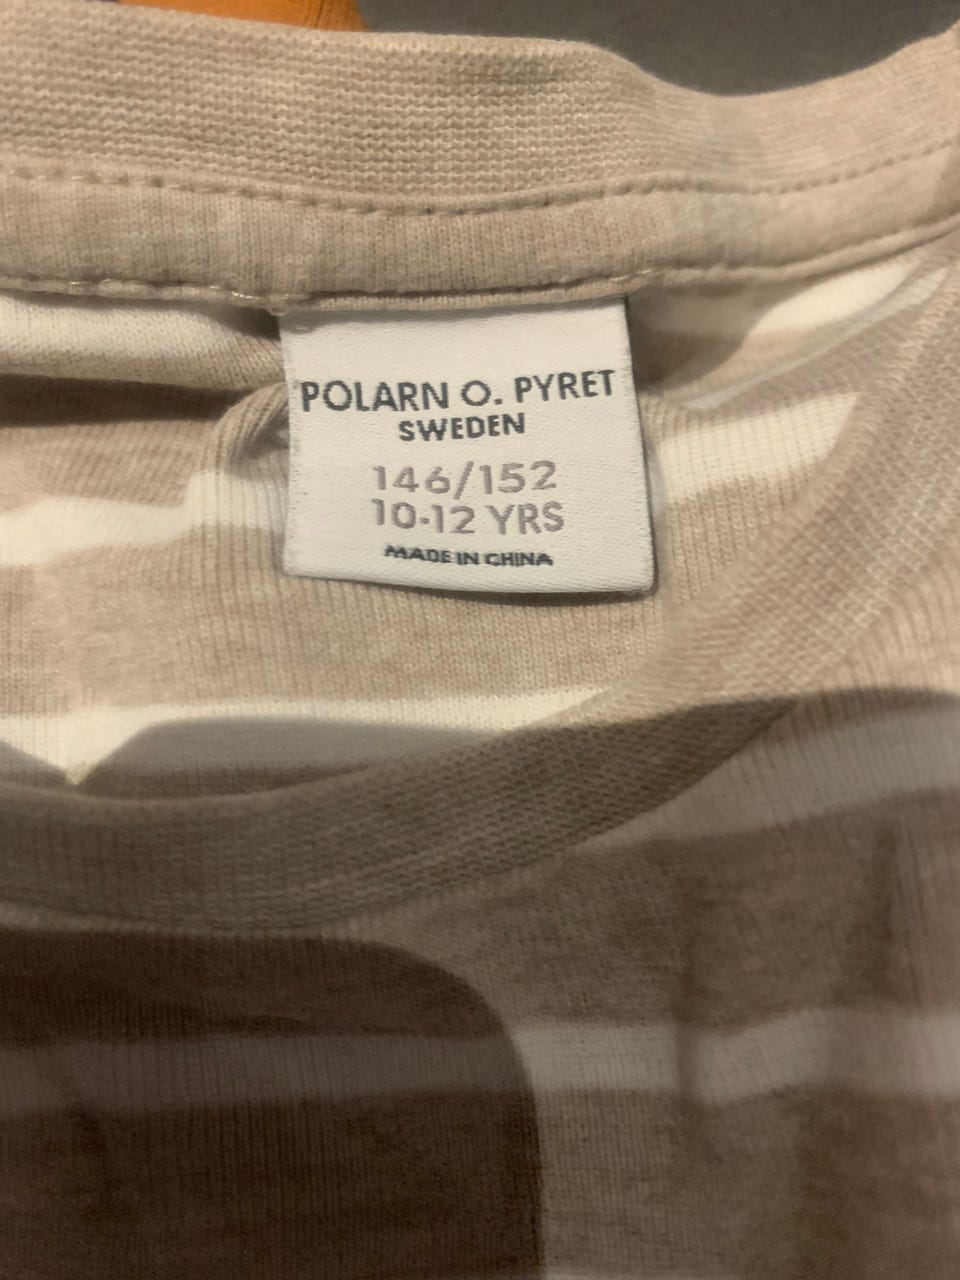 POLARN O. PYRET
SWEDEN
146/152
10-12 YRS
MADE IN CHINA